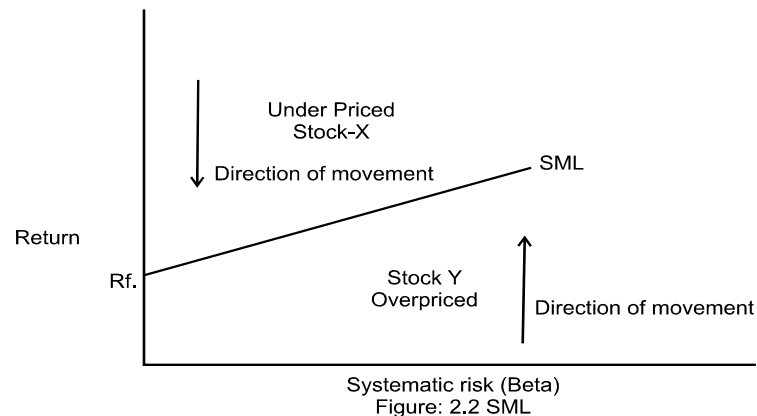 Under Priced
Stock-X
Direction of movement
SML
Return
Rf.
Stock Y
Overpriced
Direction of movement
Systematic risk (Beta)
Figure: 2.2 SML